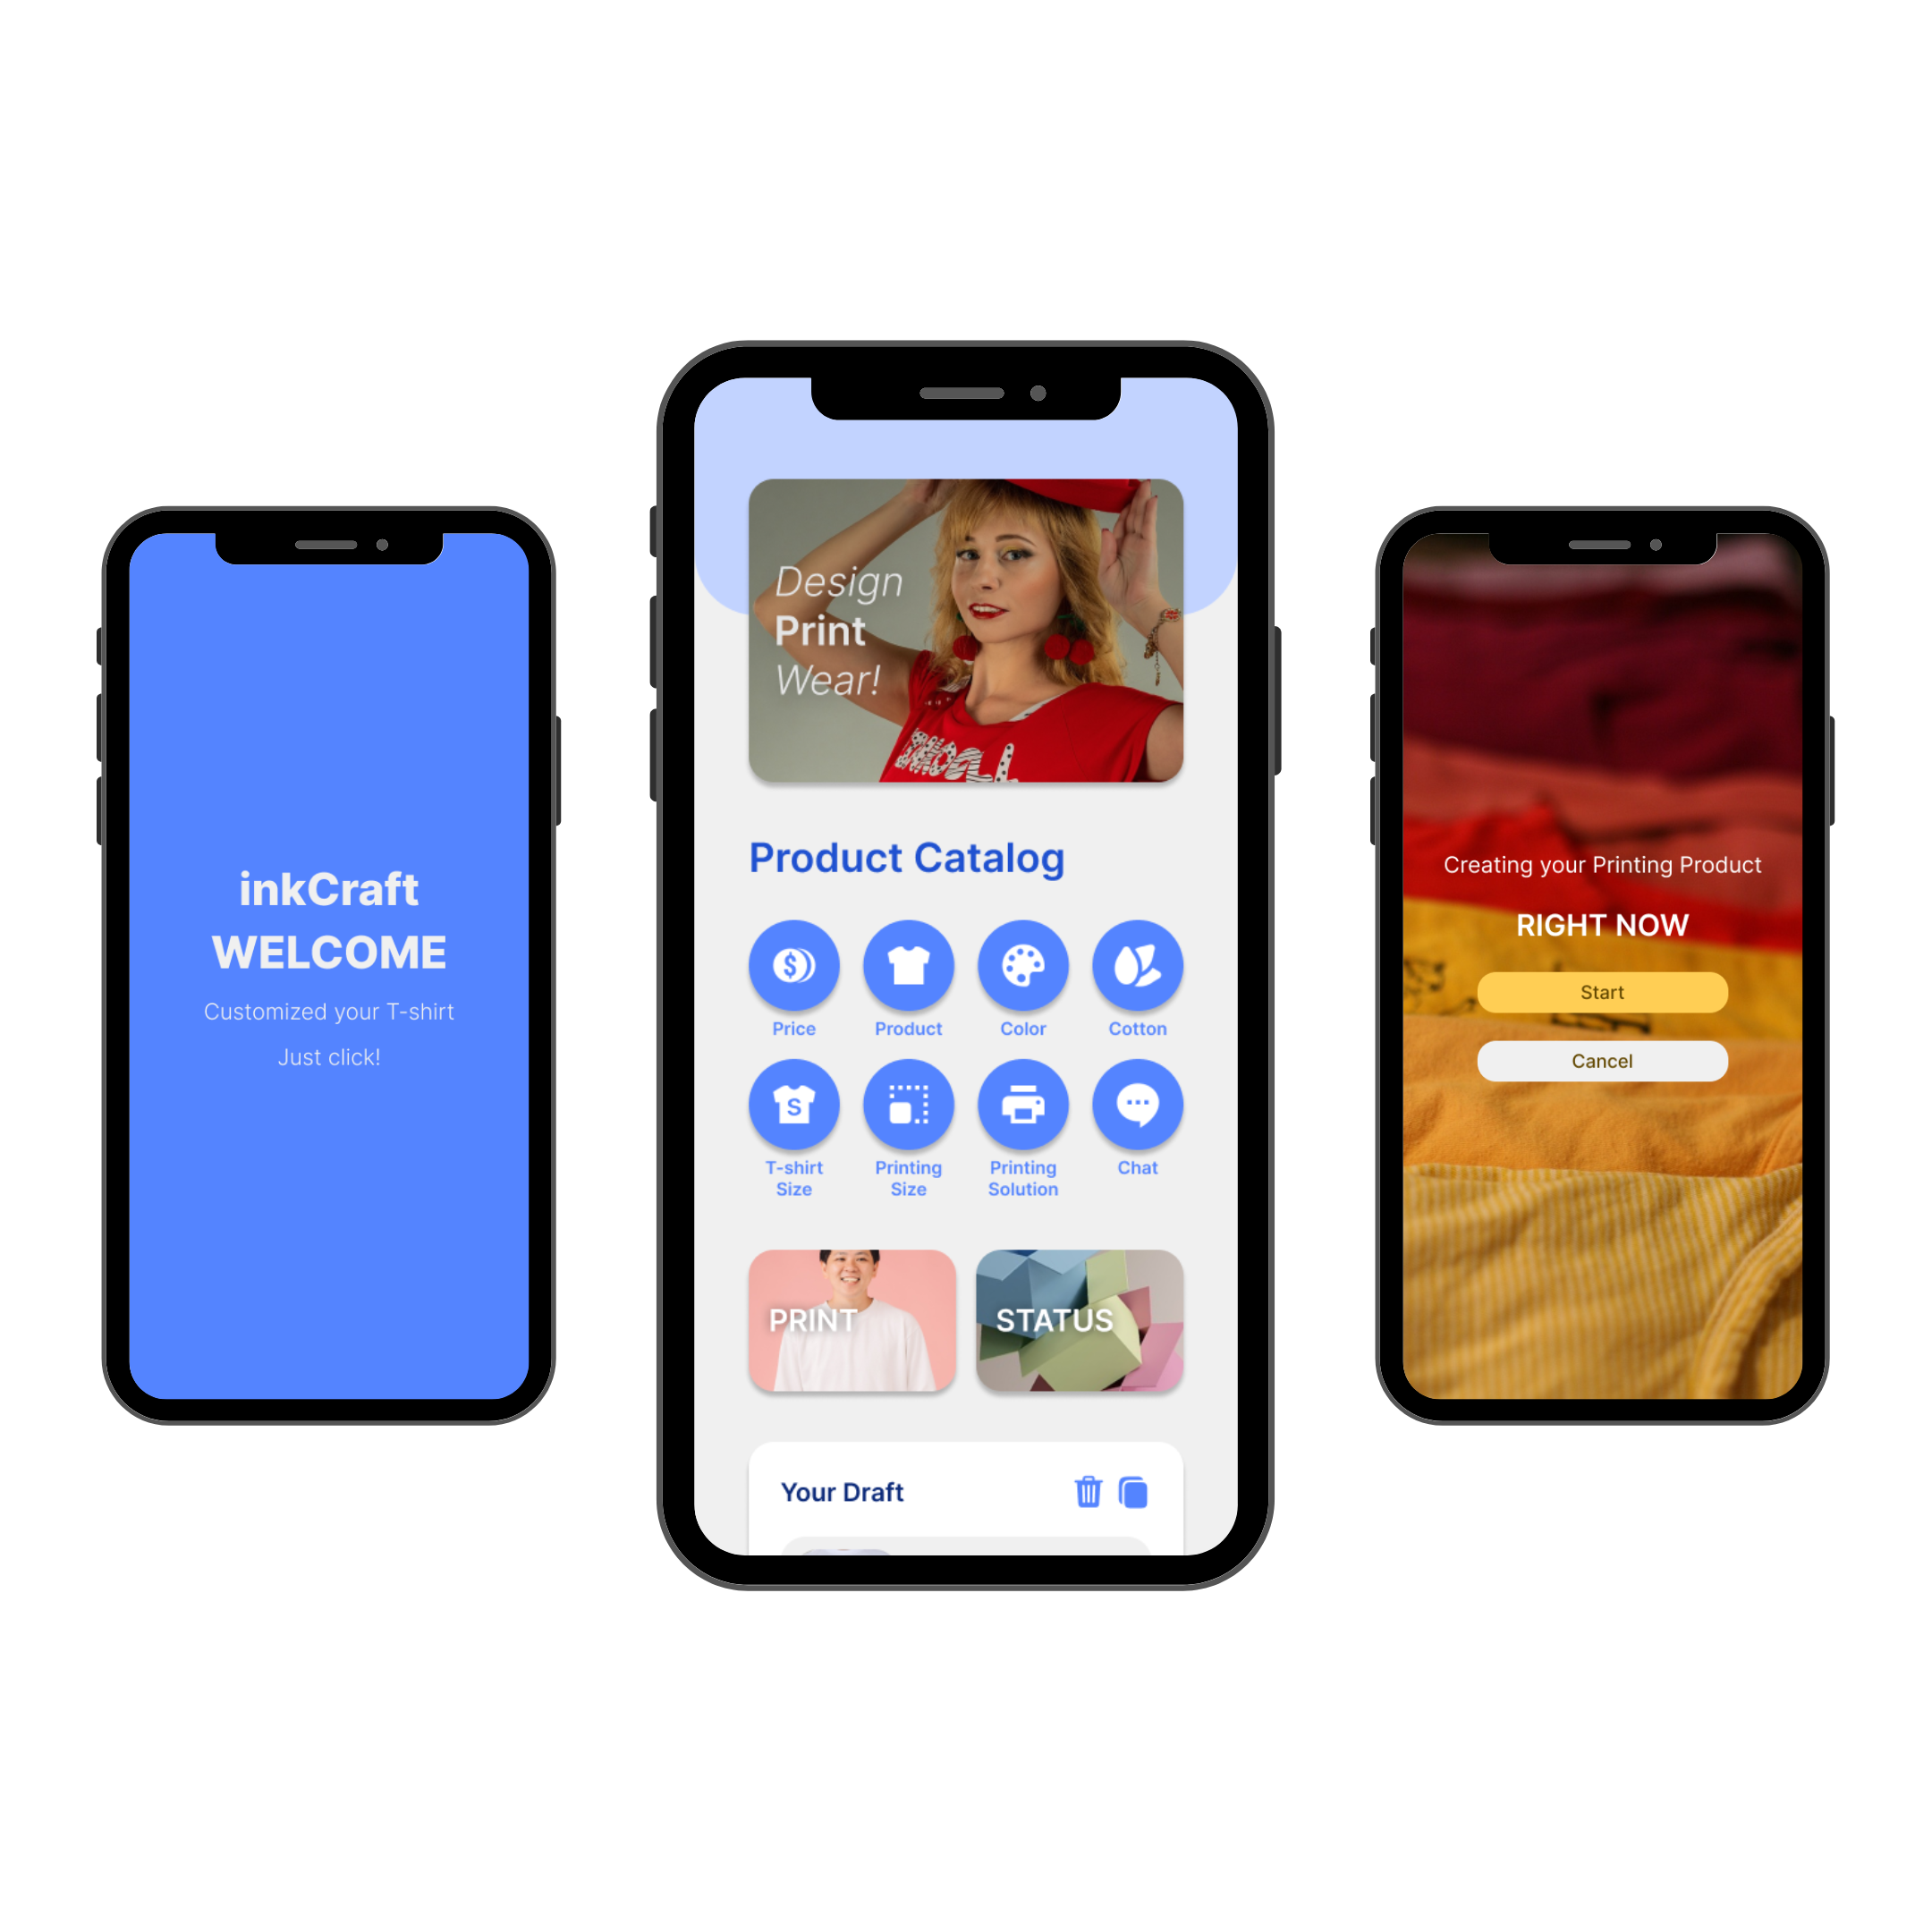 inkCraft
WELCOME
Customized your T-shirt
Just click!
Design
Print
Wear!
Product Catalog
Price
Product
Color
Cotton
S
T-shirt
Size
Printing
Size
Printing
Solution
Chat
PRINT
STATUS
Your Draft
Creating your Printing Product
RIGHT NOW
Start
Cancel